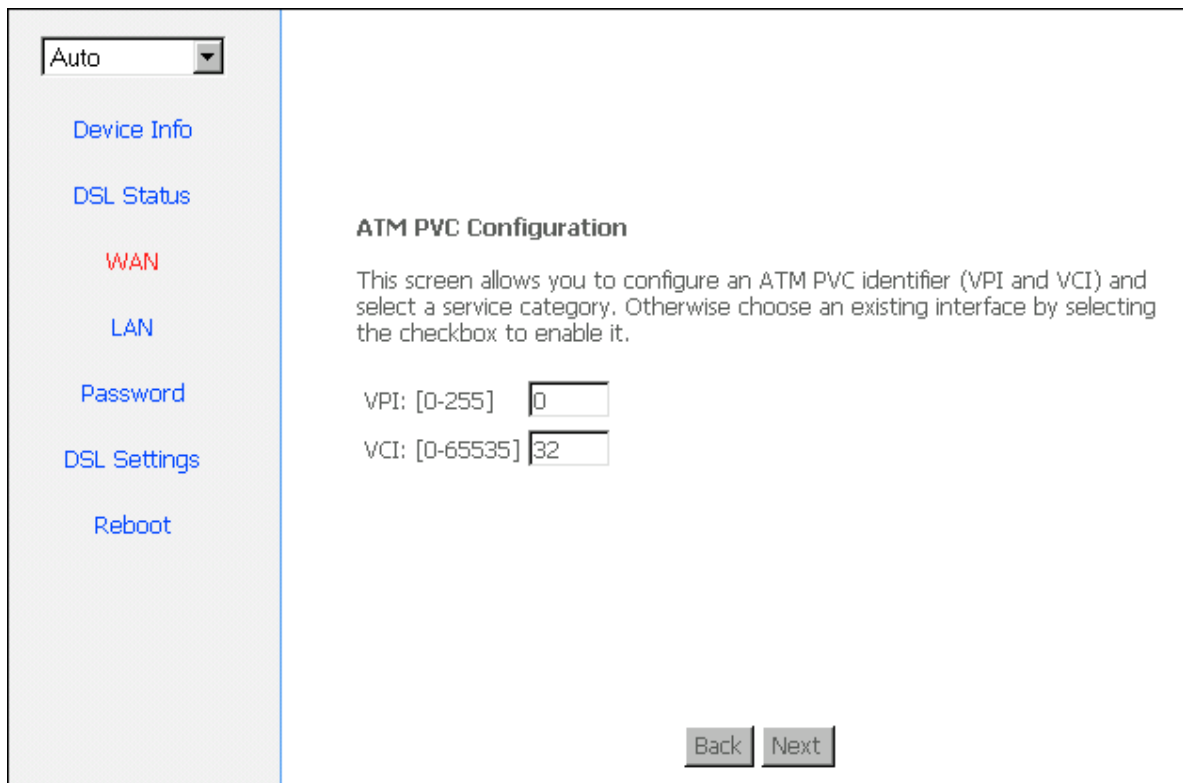 Auto
Device Info
DSL Status
WAN
LAN
Password
DSL Settings
Reboot
ATM PVC Configuration
This screen allows you to configure an ATM PVC identifier (VPI and VCI) and
select a service category. Otherwise choose an existing interface by selecting
the checkbox to enable it.
VPI: [0-255] 0
VCI: [0-65535] 32
Back Next